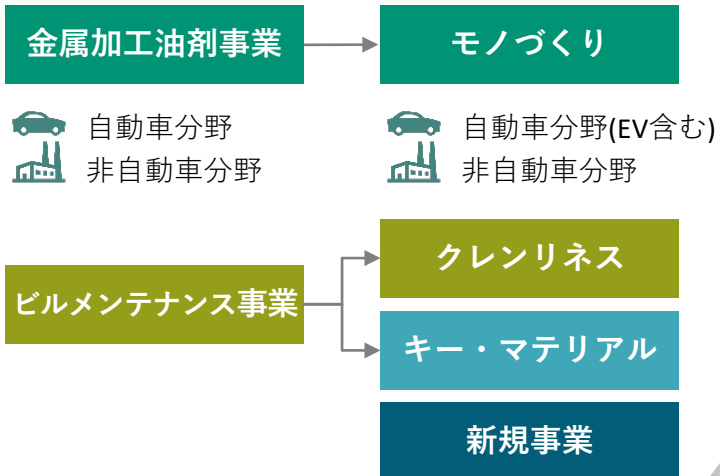 金属加工油剤事業
モノづくり
自動車分野
非自動車分野
自動車分野(EV含む)
非自動車分野
ビルメンテナンス事業
クレンリネス
キー・マテリアル
新規事業